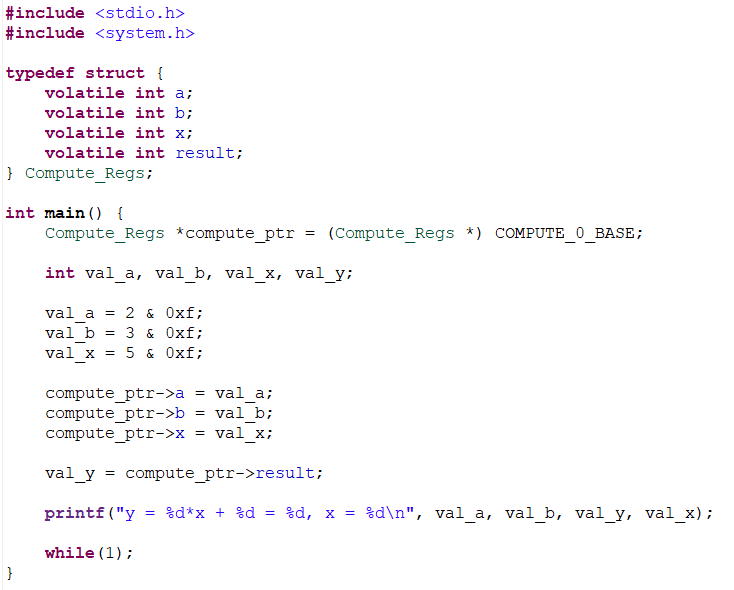 #include <stdio.h>
#include <system.h>

typedef struct {
    volatile int a;
    volatile int b;
    volatile int x;
    volatile int result;
} Compute_Regs;

int main() {
    Compute_Regs *compute_ptr = (Compute_Regs *) COMPUTE_0_BASE;

    int val_a, val_b, val_x, val_y;

    val_a = 2 & 0xf;
    val_b = 3 & 0xf;
    val_x = 5 & 0xf;

    compute_ptr->a = val_a;
    compute_ptr->b = val_b;
    compute_ptr->x = val_x;

    val_y = compute_ptr->result;

    printf("y = %d*x + %d = %d, x = %d\n", val_a, val_b, val_y, val_x);

    while(1);
}